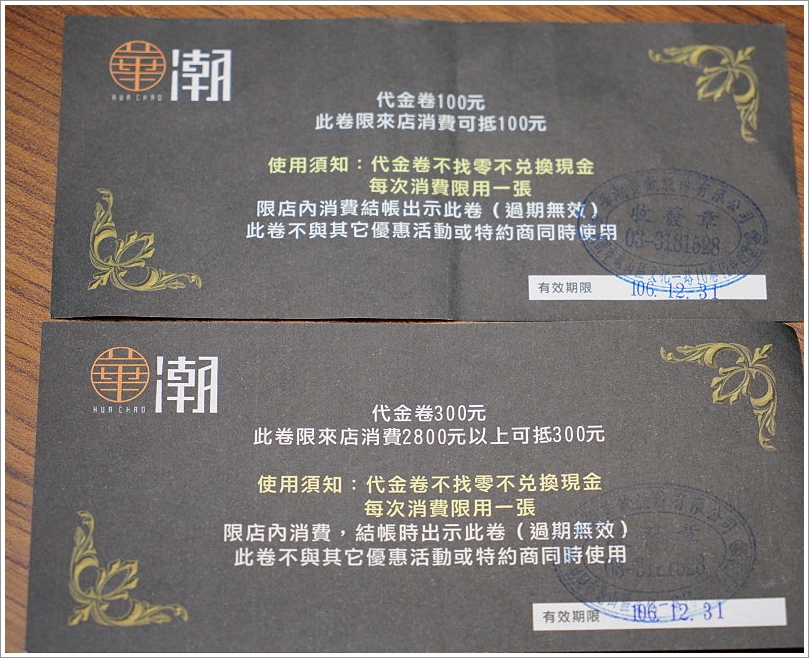 華潮
HUA CHAO
代金卷100元
此卷限來店消費可抵100元
使用須知：代金卷不找零不兌換現金
每次消費限用一張
限店內消費結帳出示此卷（過期無效）
此卷不與其它優惠活動或特約商同時使用
收發章
03-3181528
有效期限 106.12.31
華潮
HUA CHAO
代金卷300元
此卷限來店消費2800元以上可抵300元
使用須知：代金卷不找零不兌換現金
每次消費限用一張
限店內消費，結帳時出示此卷（過期無效）
此卷不與其它優惠活動或特約商同時使用
03-3181528
有效期限 106.12.31